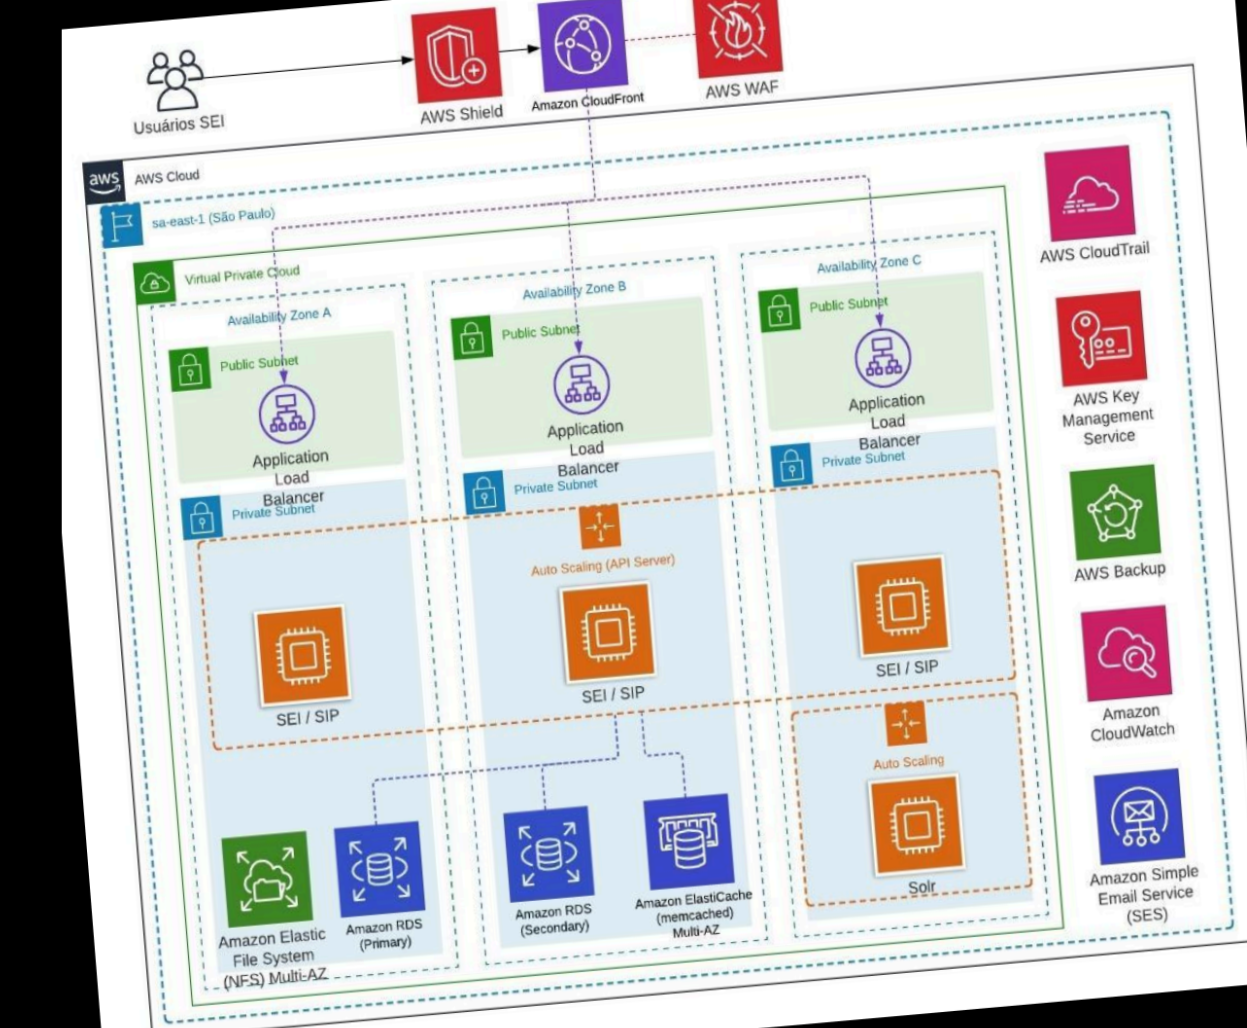 Usuários SEI
AWS Shield
Amazon CloudFront
AWS WAF
aws
AWS Cloud
sa-east-1 (São Paulo)
Virtual Private Cloud
Availability Zone A
Public Subnet
Application
Load
Balancer
Private Subnet
Availability Zone B
Public Subnet
Application
Load
Balancer
Private Subnet
Availability Zone C
Public Subnet
Application
Load
Balancer
Private Subnet
Auto Scaling (API Server)
SEI / SIP
SEI / SIP
SEI / SIP
Auto Scaling
Solr
Amazon Elastic
File System
(NFS) Multi-AZ
Amazon RDS
(Primary)
Amazon RDS
(Secondary)
Amazon ElastiCache
(memcached)
Multi-AZ
AWS CloudTrail
AWS Key
Management
Service
AWS Backup
Amazon
CloudWatch
Amazon Simple
Email Service
(SES)